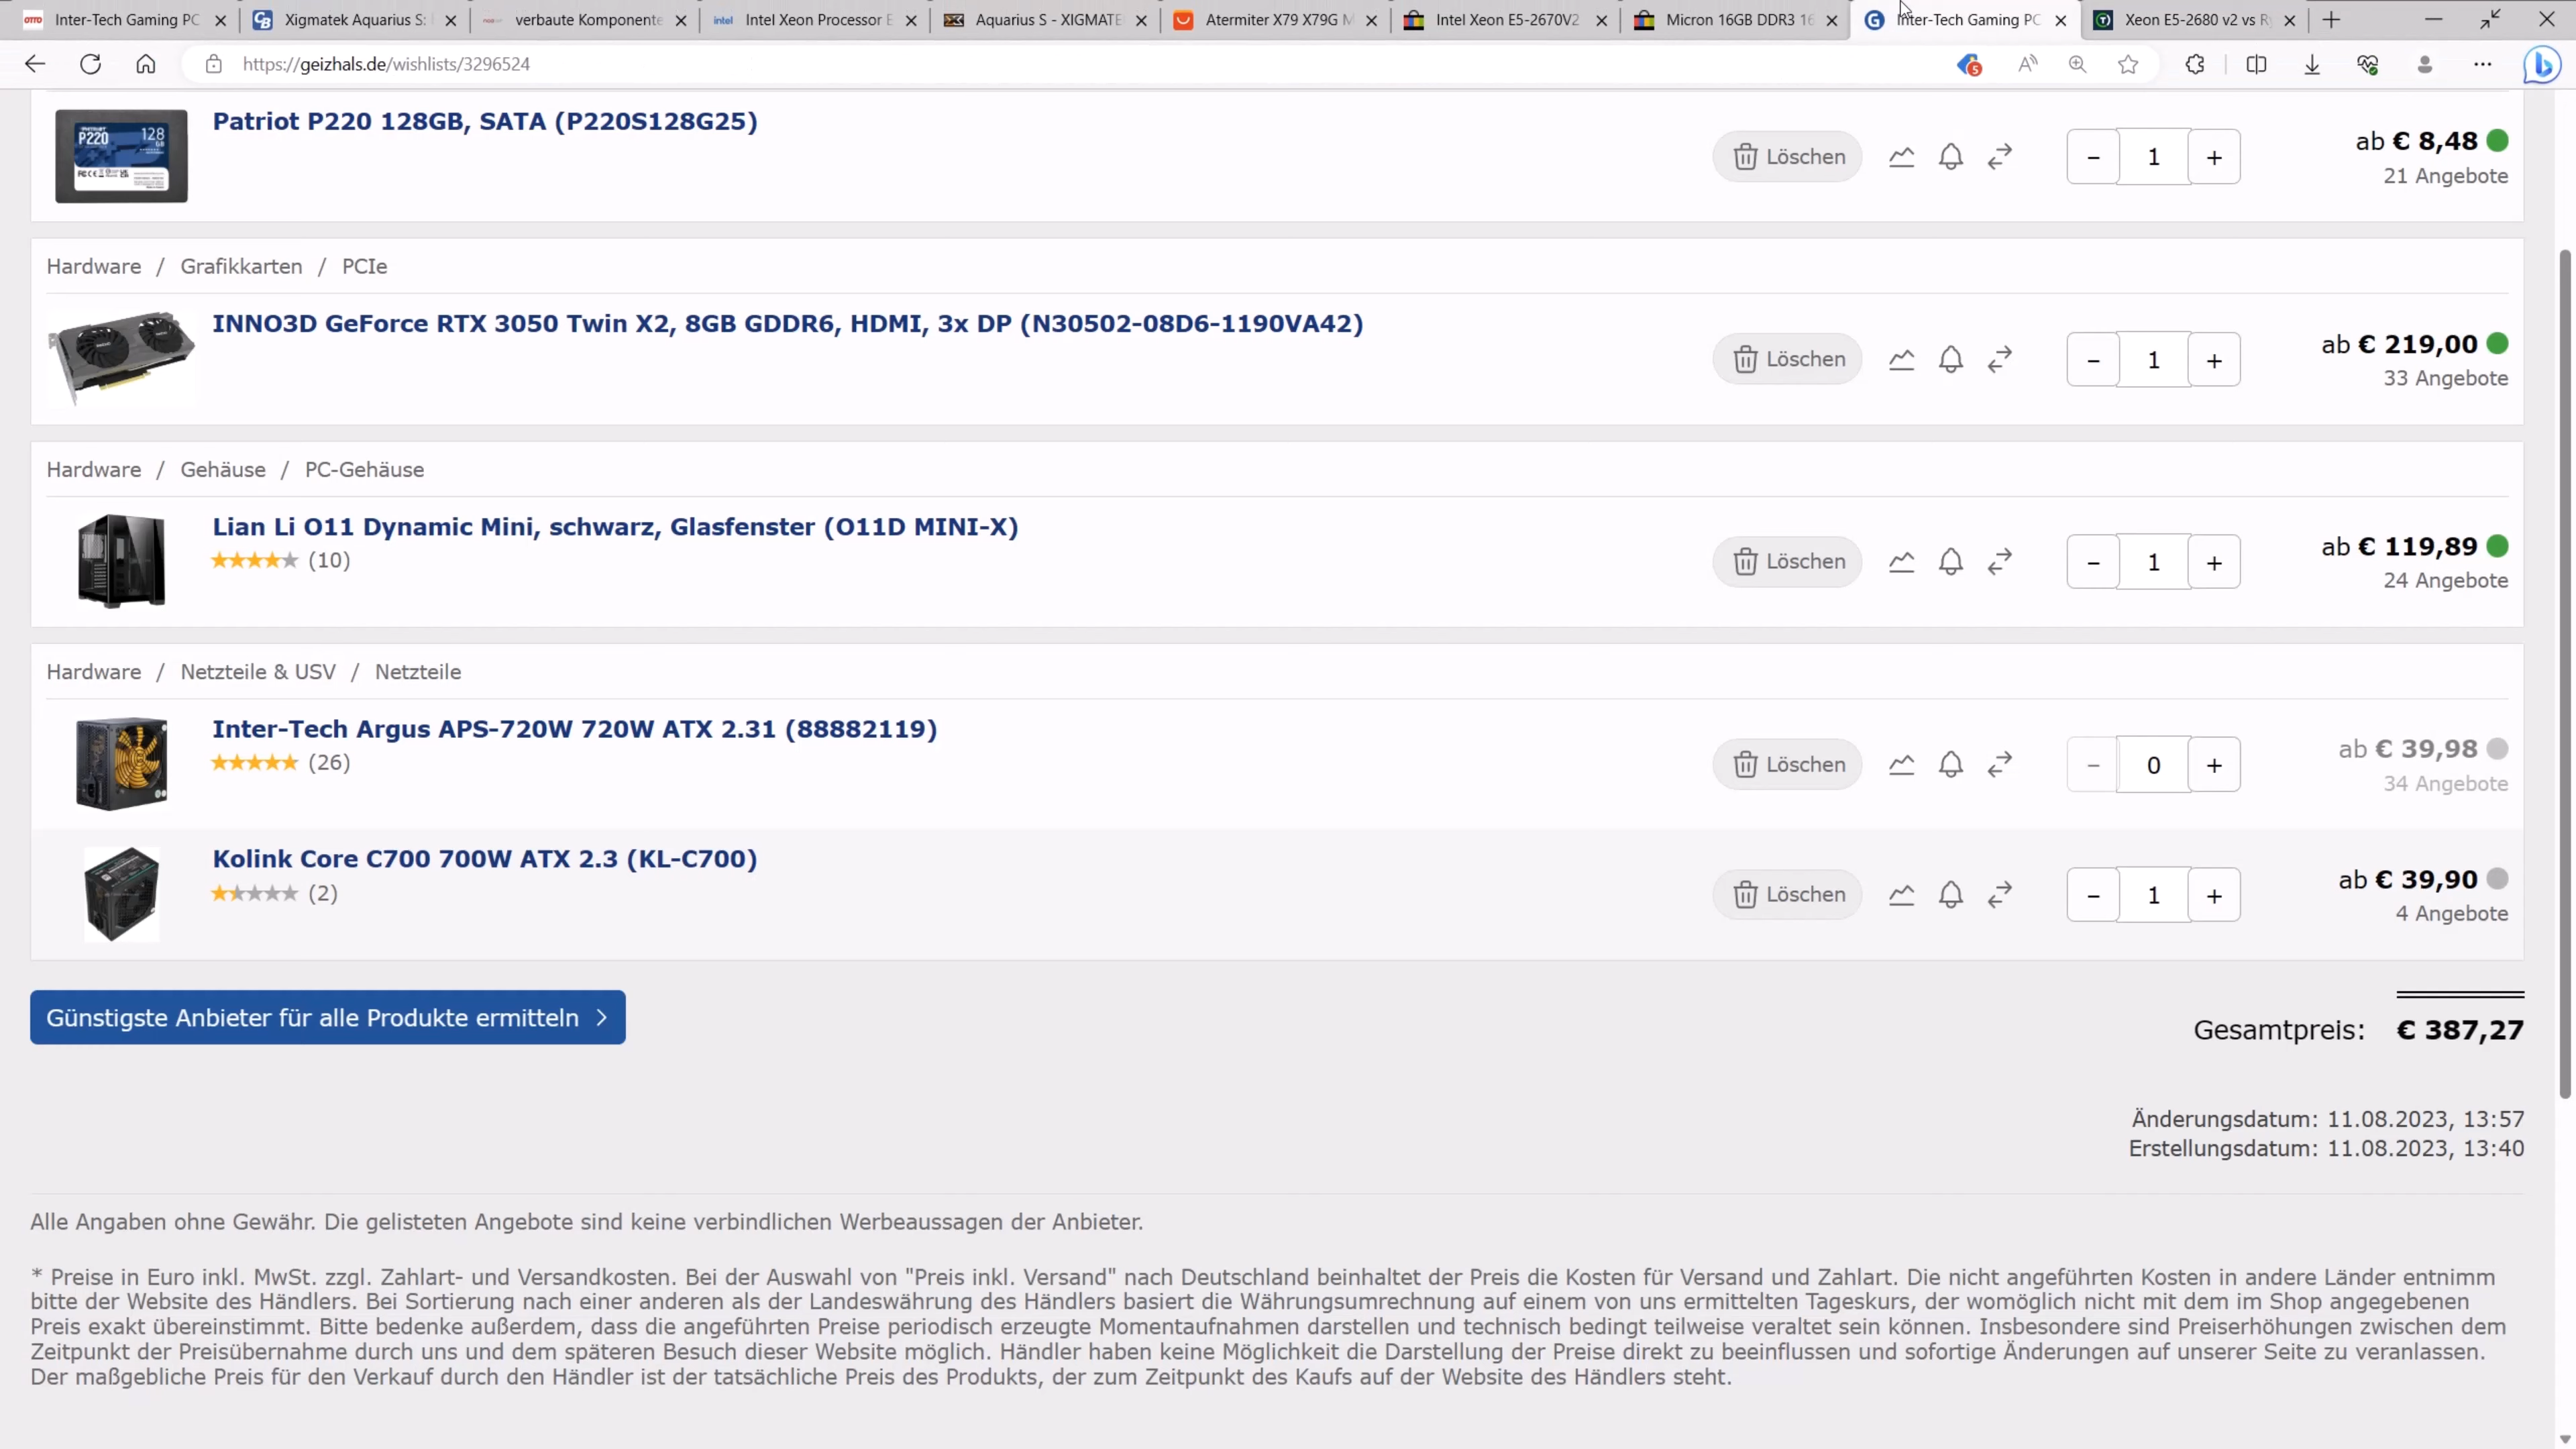 OTTO Inter-Tech Gaming PC
CB Xigmatek Aquarius S:
verbaute Komponente
intel Intel Xeon Processor E
Aquarius S - XIGMATE
Atermiter X79 X79G M
Intel Xeon E5-2670V2
Micron 16GB DDR3 16
G Inter-Tech Gaming PC
Xeon E5-2680 v2 vs Ry
https://geizhals.de/wishlists/3296524
5
P220 128
Patriot P220 128GB, SATA (P220S128G25)
Löschen
- 1 +
ab € 8,48
21 Angebote
Hardware / Grafikkarten / PCIe
INNO3D GeForce RTX 3050 Twin X2, 8GB GDDR6, HDMI, 3x DP (N30502-08D6-1190VA42)
Löschen
- 1 +
ab € 219,00
33 Angebote
Hardware / Gehäuse / PC-Gehäuse
Lian Li O11 Dynamic Mini, schwarz, Glasfenster (O11D MINI-X)
(10)
Löschen
- 1 +
ab € 119,89
24 Angebote
Hardware / Netzteile & USV / Netzteile
Inter-Tech Argus APS-720W 720W ATX 2.31 (88882119)
(26)
Löschen
- 0 +
ab € 39,98
34 Angebote
Kolink Core C700 700W ATX 2.3 (KL-C700)
(2)
Löschen
- 1 +
ab € 39,90
4 Angebote
Günstigste Anbieter für alle Produkte ermitteln
Gesamtpreis: € 387,27
Änderungsdatum: 11.08.2023, 13:57
Erstellungsdatum: 11.08.2023, 13:40
Alle Angaben ohne Gewähr. Die gelisteten Angebote sind keine verbindlichen Werbeaussagen der Anbieter.
* Preise in Euro inkl. MwSt. zzgl. Zahlart- und Versandkosten. Bei der Auswahl von "Preis inkl. Versand" nach Deutschland beinhaltet der Preis die Kosten für Versand und Zahlart. Die nicht angeführten Kosten in andere Länder entnimm
bitte der Website des Händlers. Bei Sortierung nach einer anderen als der Landeswährung des Händlers basiert die Währungsumrechnung auf einem von uns ermittelten Tageskurs, der womöglich nicht mit dem im Shop angegebenen
Preis exakt übereinstimmt. Bitte bedenke außerdem, dass die angeführten Preise periodisch erzeugte Momentaufnahmen darstellen und technisch bedingt teilweise veraltet sein können. Insbesondere sind Preiserhöhungen zwischen dem
Zeitpunkt der Preisübernahme durch uns und dem späteren Besuch dieser Website möglich. Händler haben keine Möglichkeit die Darstellung der Preise direkt zu beeinflussen und sofortige Änderungen auf unserer Seite zu veranlassen.
Der maßgebliche Preis für den Verkauf durch den Händler ist der tatsächliche Preis des Produkts, der zum Zeitpunkt des Kaufs auf der Website des Händlers steht.